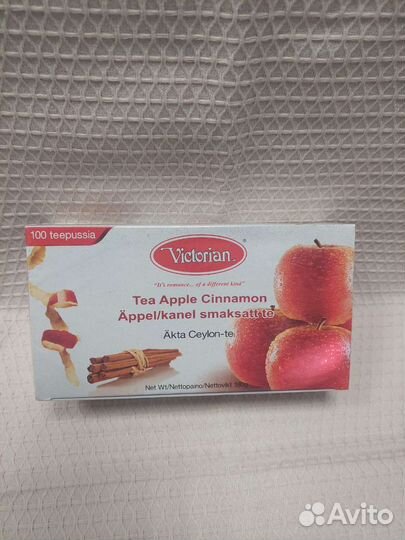 100 teepussia
Victorian
"It's romance... of a different kind"
Tea Apple Cinnamon
Äppel/kanel smaksatt te
Äkta Ceylon-te
Net Wt/Nettopaino/Nettovikt
Avito